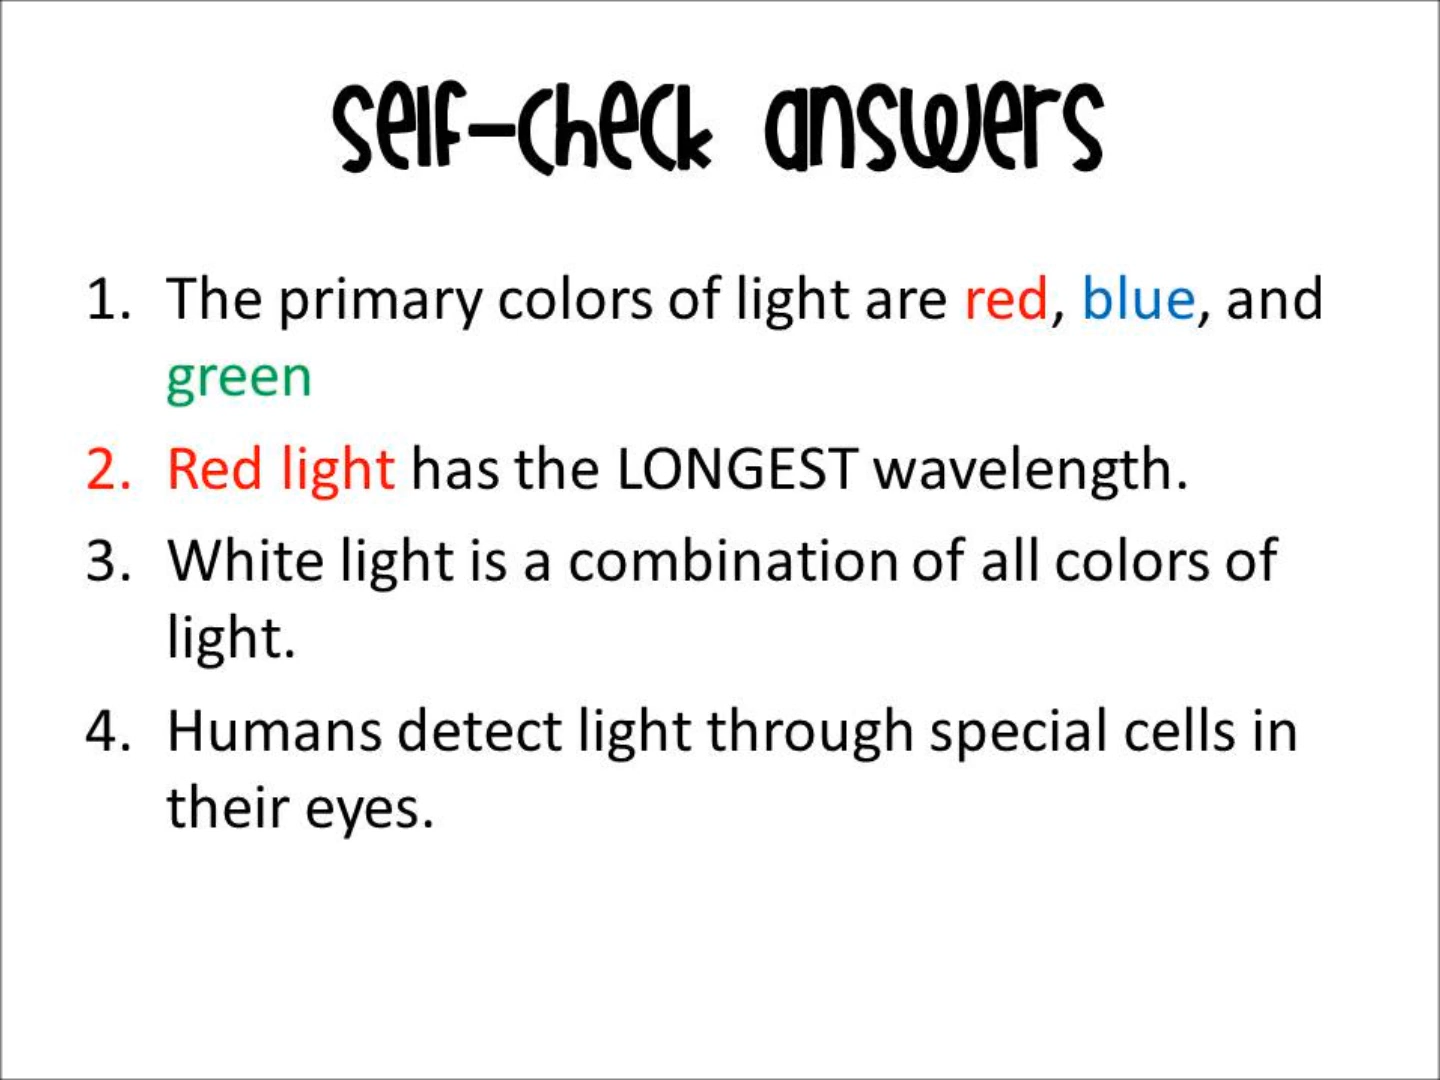 self-check answers
1. The primary colors of light are red, blue, and
green
2. Red light has the LONGEST wavelength.
3. White light is a combination of all colors of
light.
4. Humans detect light through special cells in
their eyes.